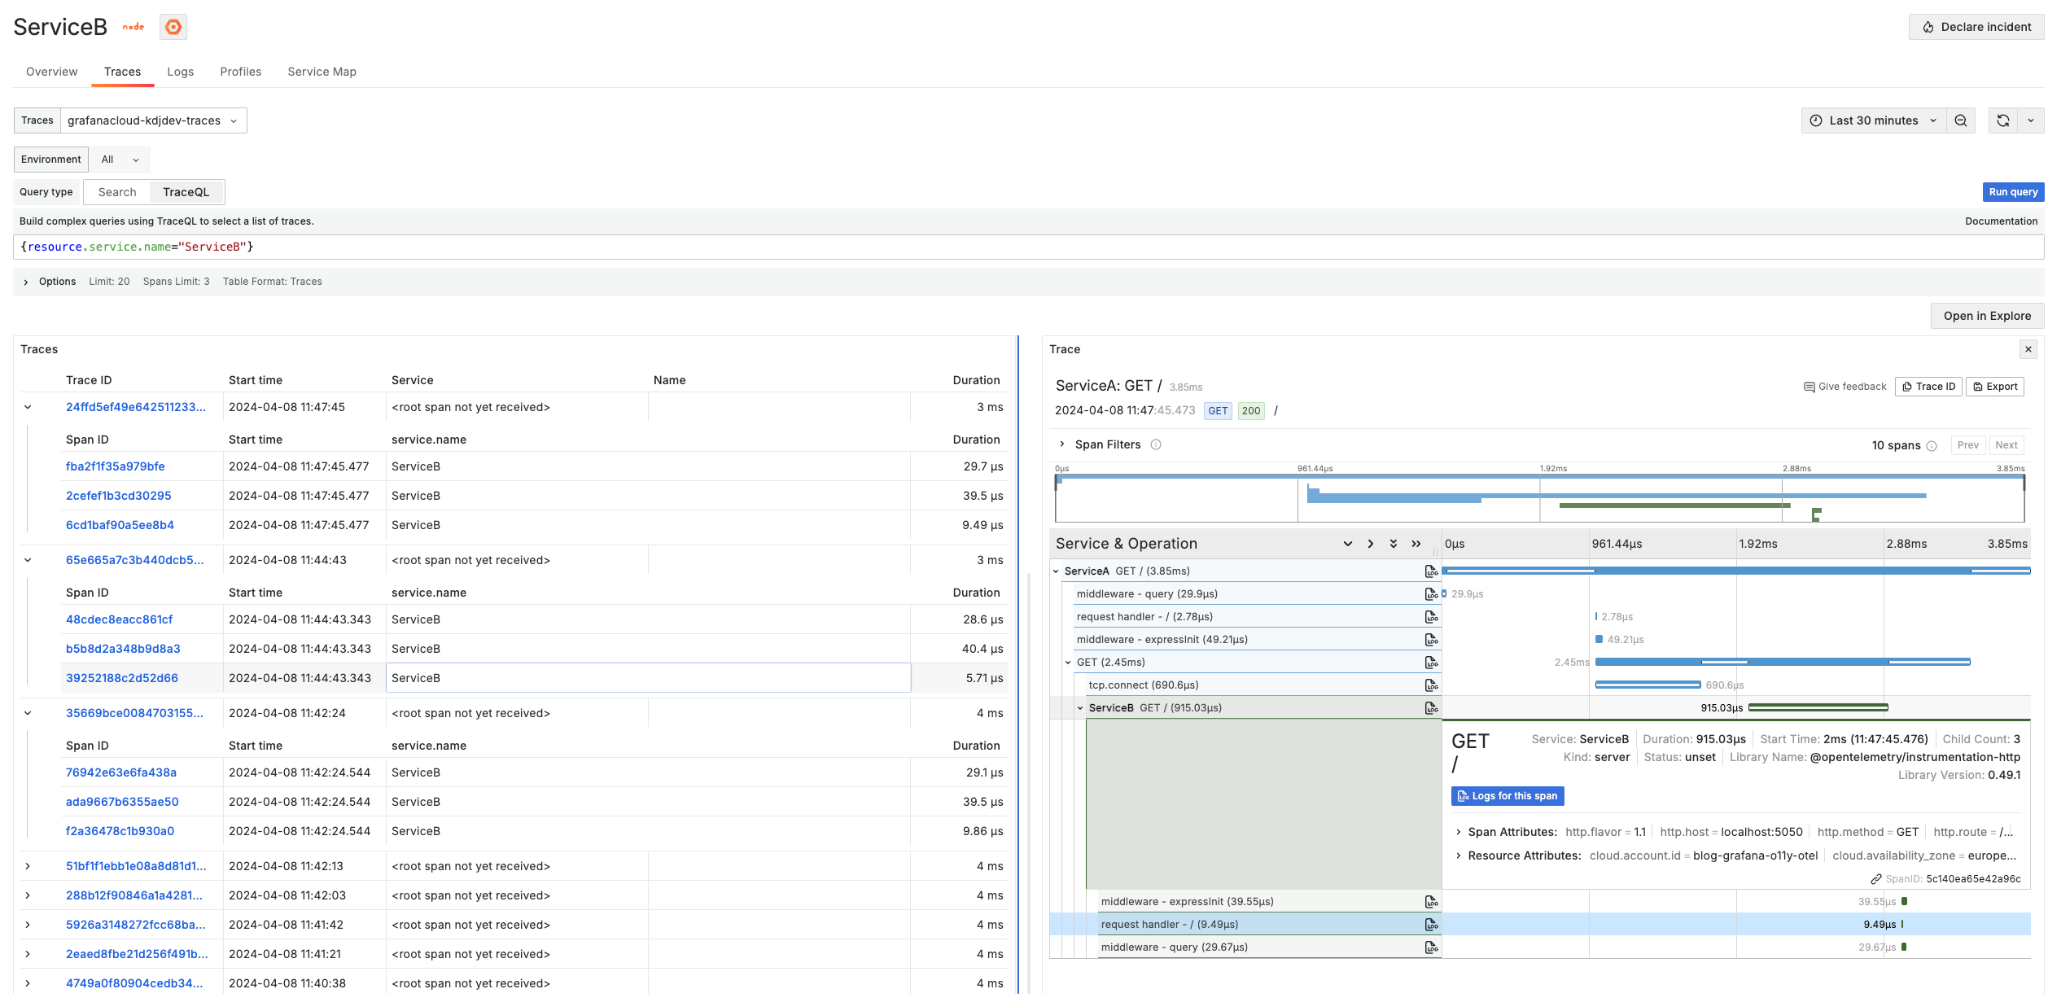 ServiceB node
Declare incident
Overview Traces Logs Profiles Service Map
Traces grafanacloud-kdjdev-traces
Last 30 minutes
Environment All
Query type Search TraceQL
Run query
Build complex queries using TraceQL to select a list of traces.
Documentation
{resource.service.name="ServiceB"}
Options Limit: 20 Spans Limit: 3 Table Format: Traces
Open in Explore
Traces
Trace ID Start time Service Name Duration
24ffd5ef49e642511233... 2024-04-08 11:47:45 <root span not yet received> 3 ms
Span ID Start time service.name Duration
fba2f1f35a979bfe 2024-04-08 11:47:45.477 ServiceB 29.7 µs
2cefef1b3cd30295 2024-04-08 11:47:45.477 ServiceB 39.5 µs
6cd1baf90a5ee8b4 2024-04-08 11:47:45.477 ServiceB 9.49 µs
65e665a7c3b440dcb5... 2024-04-08 11:44:43 <root span not yet received> 3 ms
Span ID Start time service.name Duration
48cdec8eacc861cf 2024-04-08 11:44:43.343 ServiceB 28.6 µs
b5b8d2a348b9d8a3 2024-04-08 11:44:43.343 ServiceB 40.4 µs
39252188c2d52d66 2024-04-08 11:44:43.343 ServiceB 5.71 µs
35669bce0084703155... 2024-04-08 11:42:24 <root span not yet received> 4 ms
Span ID Start time service.name Duration
76942e63e6fa438a 2024-04-08 11:42:24.544 ServiceB 29.1 µs
ada9667b6355ae50 2024-04-08 11:42:24.544 ServiceB 39.5 µs
f2a36478c1b930a0 2024-04-08 11:42:24.544 ServiceB 9.86 µs
51bf1f1ebb1e08a8d81d1... 2024-04-08 11:42:13 <root span not yet received> 4 ms
288b12f90846a1a4281... 2024-04-08 11:42:03 <root span not yet received> 4 ms
5926a3148272fcc68ba... 2024-04-08 11:41:42 <root span not yet received> 4 ms
2eaed8fbe21d256f491b... 2024-04-08 11:41:21 <root span not yet received> 4 ms
4749a0f80904cedb34... 2024-04-08 11:40:38 <root span not yet received> 4 ms
Trace
ServiceA: GET / 3.85ms
Give feedback Trace ID Export
2024-04-08 11:47:45.473 GET 200 /
Span Filters 10 spans Prev Next
0µs 961.44µs 1.92ms 2.88ms 3.85ms
Service & Operation 0µs 961.44µs 1.92ms 2.88ms 3.85ms
ServiceA GET / (3.85ms) LOG
middleware - query (29.9µs) LOG 29.9µs
request handler - / (2.78µs) LOG 2.78µs
middleware - expressInit (49.21µs) LOG 49.21µs
GET (2.45ms) LOG 2.45ms
tcp.connect (690.6µs) LOG 690.6µs
ServiceB GET / (915.03µs) LOG 915.03µs
GET /
Service: ServiceB Duration: 915.03µs Start Time: 2ms (11:47:45.476) Child Count: 3
Kind: server Status: unset Library Name: @opentelemetry/instrumentation-http
Library Version: 0.49.1
LOG Logs for this span
Span Attributes: http.flavor = 1.1 http.host = localhost:5050 http.method = GET http.route = /...
Resource Attributes: cloud.account.id = blog-grafana-o11y-otel cloud.availability_zone = europe...
SpanID: 5c140ea65e42a96c
middleware - expressInit (39.55µs) LOG 39.55µs
request handler - / (9.49µs) LOG 9.49µs
middleware - query (29.67µs) LOG 29.67µs